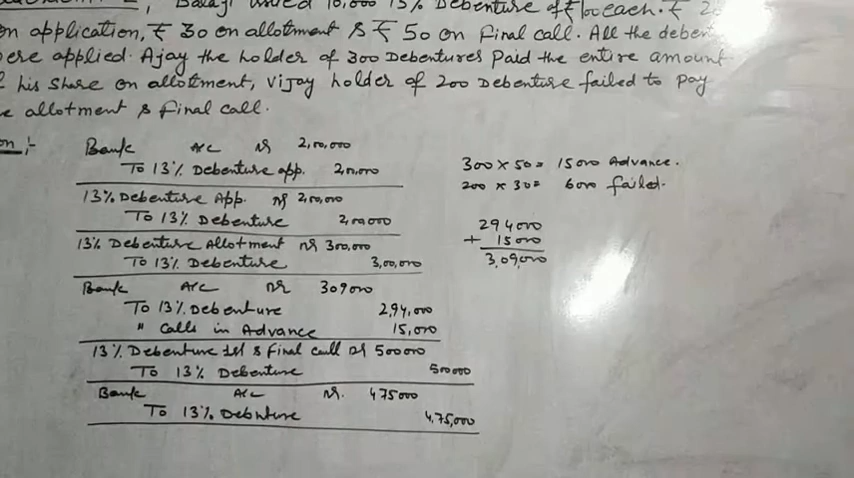 Balaji issued 10,000 13% Debenture of ₹100 each. ₹ 20
on application, ₹ 30 on allotment & ₹ 50 on Final call. All the deben
ere applied. Ajay the holder of 300 Debentures Paid the entire amount
his Share on allotment, Vijay holder of 200 Debenture failed to pay
e allotment & final call.
on :-
Bank A/c Dr 2,00,000
To 13% Debenture app. 200,000
13% Debenture App. Dr 2,00,000
To 13% Debenture 2,00,000
13% Debenture Allotment Dr 300,000
To 13% Debenture 3,00,000
Bank A/c Dr 309000
To 13% Debenture 2,94,000
" Calls in Advance 15,000
13% Debenture 1st & Final call Dr 500000
To 13% Debenture 500000
Bank A/c Dr. 475000
To 13% Debnture 4,75,000
300 x 50 = 15000 Advance.
200 x 30 = 6000 failed.
294000
+ 15000
3,09,000